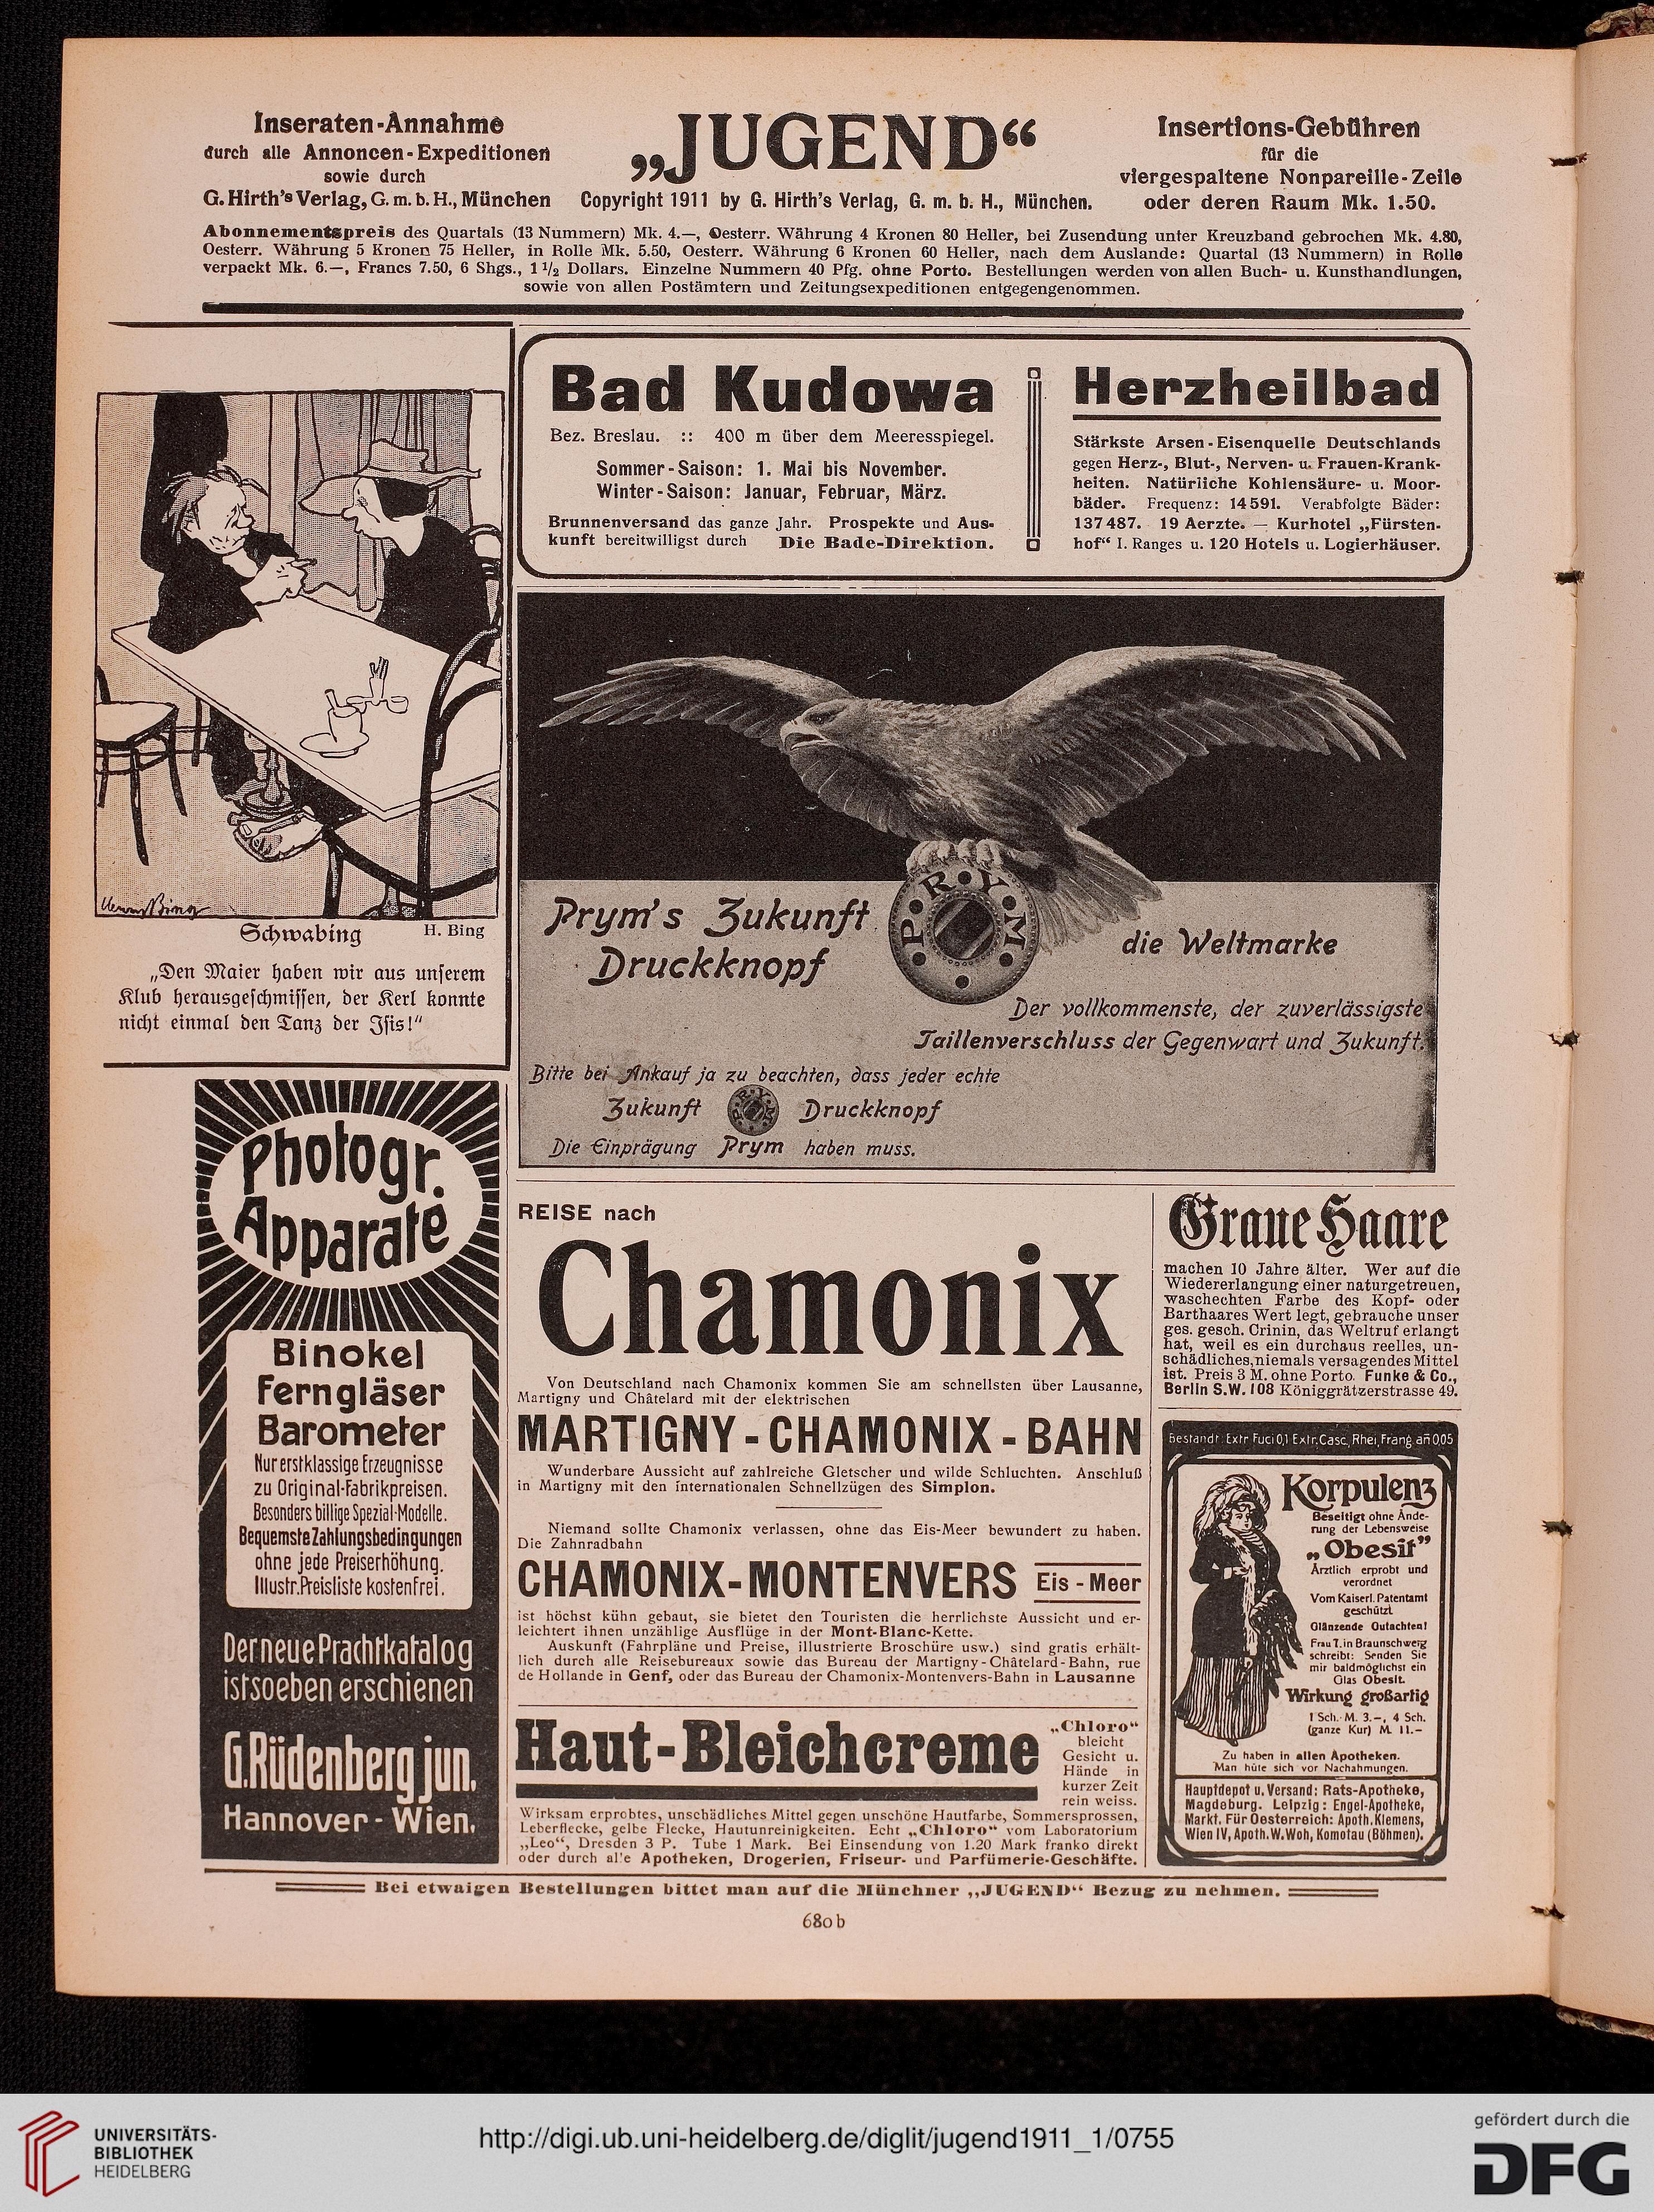 Inseraten-Annahme
durch alle Annoncen-Expeditionen
sowie durch
G. Hirth's Verlag, G. m. b. H., München
„JUGEND“
Copyright 1911 by G. Hirth's Verlag, G. m. b. H., München.
Insertions-Gebühren
für die
viergespaltene Nonpareille-Zeile
oder deren Raum Mk. 1.50.
Abonnementspreis des Quartals (13 Nummern) Mk. 4.—, Oesterr. Währung 4 Kronen 80 Heller, bei Zusendung unter Kreuzband gebrochen Mk. 4.80,
Oesterr. Währung 5 Kronen 75 Heller, in Rolle Mk. 5.50, Oesterr. Währung 6 Kronen 60 Heller, nach dem Auslande: Quartal (13 Nummern) in Rolle
verpackt Mk. 6.—, Francs 7.50, 6 Shgs., 1 1/2 Dollars. Einzelne Nummern 40 Pfg. ohne Porto. Bestellungen werden von allen Buch- u. Kunsthandlungen,
sowie von allen Postämtern und Zeitungsexpeditionen entgegengenommen.
Schwabing
H. Bing
„Den Maier haben wir aus unserem
Klub herausgeschmissen, der Kerl konnte
nicht einmal den Tanz der Isis!“
Bad Kudowa
Bez. Breslau. :: 400 m über dem Meeresspiegel.
Sommer-Saison: 1. Mai bis November.
Winter-Saison: Januar, Februar, März.
Brunnenversand das ganze Jahr. Prospekte und Aus-
kunft bereitwilligst durch Die Bade-Direktion.
Herzheilbad
Stärkste Arsen-Eisenquelle Deutschlands
gegen Herz-, Blut-, Nerven- u. Frauen-Krank-
heiten. Natürliche Kohlensäure- u. Moor-
bäder. Frequenz: 14591. Verabfolgte Bäder:
137487. 19 Aerzte. — Kurhotel „Fürsten-
hof“ I. Ranges u. 120 Hotels u. Logierhäuser.
PRYM
Prym's Zukunft
Druckknopf
die Weltmarke
Der vollkommenste, der zuverlässigste
Taillenverschluss der Gegenwart und Zukunft.
Bitte bei Ankauf ja zu beachten, dass jeder echte
Zukunft PRYM Druckknopf
Die Einprägung Prym haben muss.
Photogr.
Apparate
Binokel
Ferngläser
Barometer
Nur erstklassige Erzeugnisse
zu Original-Fabrikpreisen.
Besonders billige Spezial-Modelle.
Bequemste Zahlungsbedingungen
ohne jede Preiserhöhung.
Illustr. Preisliste kostenfrei.
Der neue Prachtkatalog
ist soeben erschienen
G. Rüdenberg jun.
Hannover - Wien.
REISE nach
Chamonix
Von Deutschland nach Chamonix kommen Sie am schnellsten über Lausanne,
Martigny und Châtelard mit der elektrischen
MARTIGNY-CHAMONIX-BAHN
Wunderbare Aussicht auf zahlreiche Gletscher und wilde Schluchten. Anschluß
in Martigny mit den internationalen Schnellzügen des Simplon.
Niemand sollte Chamonix verlassen, ohne das Eis-Meer bewundert zu haben.
Die Zahnradbahn
CHAMONIX-MONTENVERS Eis-Meer
ist höchst kühn gebaut, sie bietet den Touristen die herrlichste Aussicht und er-
leichtert ihnen unzählige Ausflüge in der Mont-Blanc-Kette.
Auskunft (Fahrpläne und Preise, illustrierte Broschüre usw.) sind gratis erhält-
lich durch alle Reisebureaux sowie das Bureau der Martigny-Châtelard-Bahn, rue
de Hollande in Genf, oder das Bureau der Chamonix-Montenvers-Bahn in Lausanne
Haut-Bleichcreme
„Chloro“
bleicht
Gesicht u.
Hände in
kurzer Zeit
rein weiss.
Wirksam erprobtes, unschädliches Mittel gegen unschöne Hautfarbe, Sommersprossen,
Leberflecke, gelbe Flecke, Hautunreinigkeiten. Echt „Chloro“ vom Laboratorium
„Leo“, Dresden 3 P. Tube 1 Mark. Bei Einsendung von 1.20 Mark franko direkt
oder durch alle Apotheken, Drogerien, Friseur- und Parfümerie-Geschäfte.
Graue Haare
machen 10 Jahre älter. Wer auf die
Wiedererlangung einer naturgetreuen,
waschechten Farbe des Kopf- oder
Barthaares Wert legt, gebrauche unser
ges. gesch. Crinin, das Weltruf erlangt
hat, weil es ein durchaus reelles, un-
schädliches, niemals versagendes Mittel
ist. Preis 3 M. ohne Porto. Funke & Co.,
Berlin S.W. 108 Königgrätzerstrasse 49.
Bestandt: Extr Fuci 0,1 Extr. Casc. Rhei, Frang. aā 0,05
Korpulenz
Beseitigt ohne Ände-
rung der Lebensweise
„Obesit“
Ärztlich erprobt und
verordnet
Vom Kaiserl. Patentamt
geschützt
Glänzende Gutachten!
Frau T. in Braunschweig
schreibt: Senden Sie
mir baldmöglichst ein
Glas Obesit.
Wirkung großartig
1 Sch. M. 3.–, 4 Sch.
(ganze Kur) M. 11.–
Zu haben in allen Apotheken.
Man hüte sich vor Nachahmungen.
Hauptdepot u. Versand: Rats-Apotheke,
Magdeburg. Leipzig: Engel-Apotheke,
Markt. Für Oesterreich: Apoth. Klemens,
Wien IV, Apoth. W. Woh, Komotau (Böhmen).
Bei etwaigen Bestellungen bittet man auf die Münchner „JUGEND“ Bezug zu nehmen.
680 b
UNIVERSITÄTS-
BIBLIOTHEK
HEIDELBERG
http://digi.ub.uni-heidelberg.de/diglit/jugend1911_1/0755
gefördert durch die
DFG